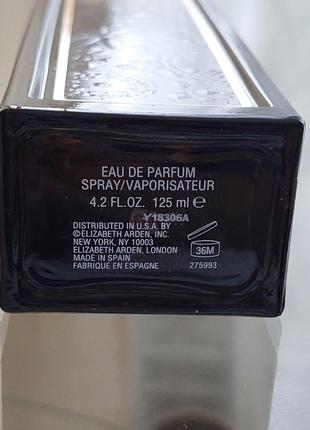 EAU DE PARFUM
SPRAY/VAPORISATEUR
4.2 FL.OZ. 125 ml ℮
Y18306A
DISTRIBUTED IN U.S.A. BY
©ELIZABETH ARDEN, INC.
NEW YORK, NY 10003
ELIZABETH ARDEN, LONDON
MADE IN SPAIN
FABRIQUE EN ESPAGNE
36M
275993